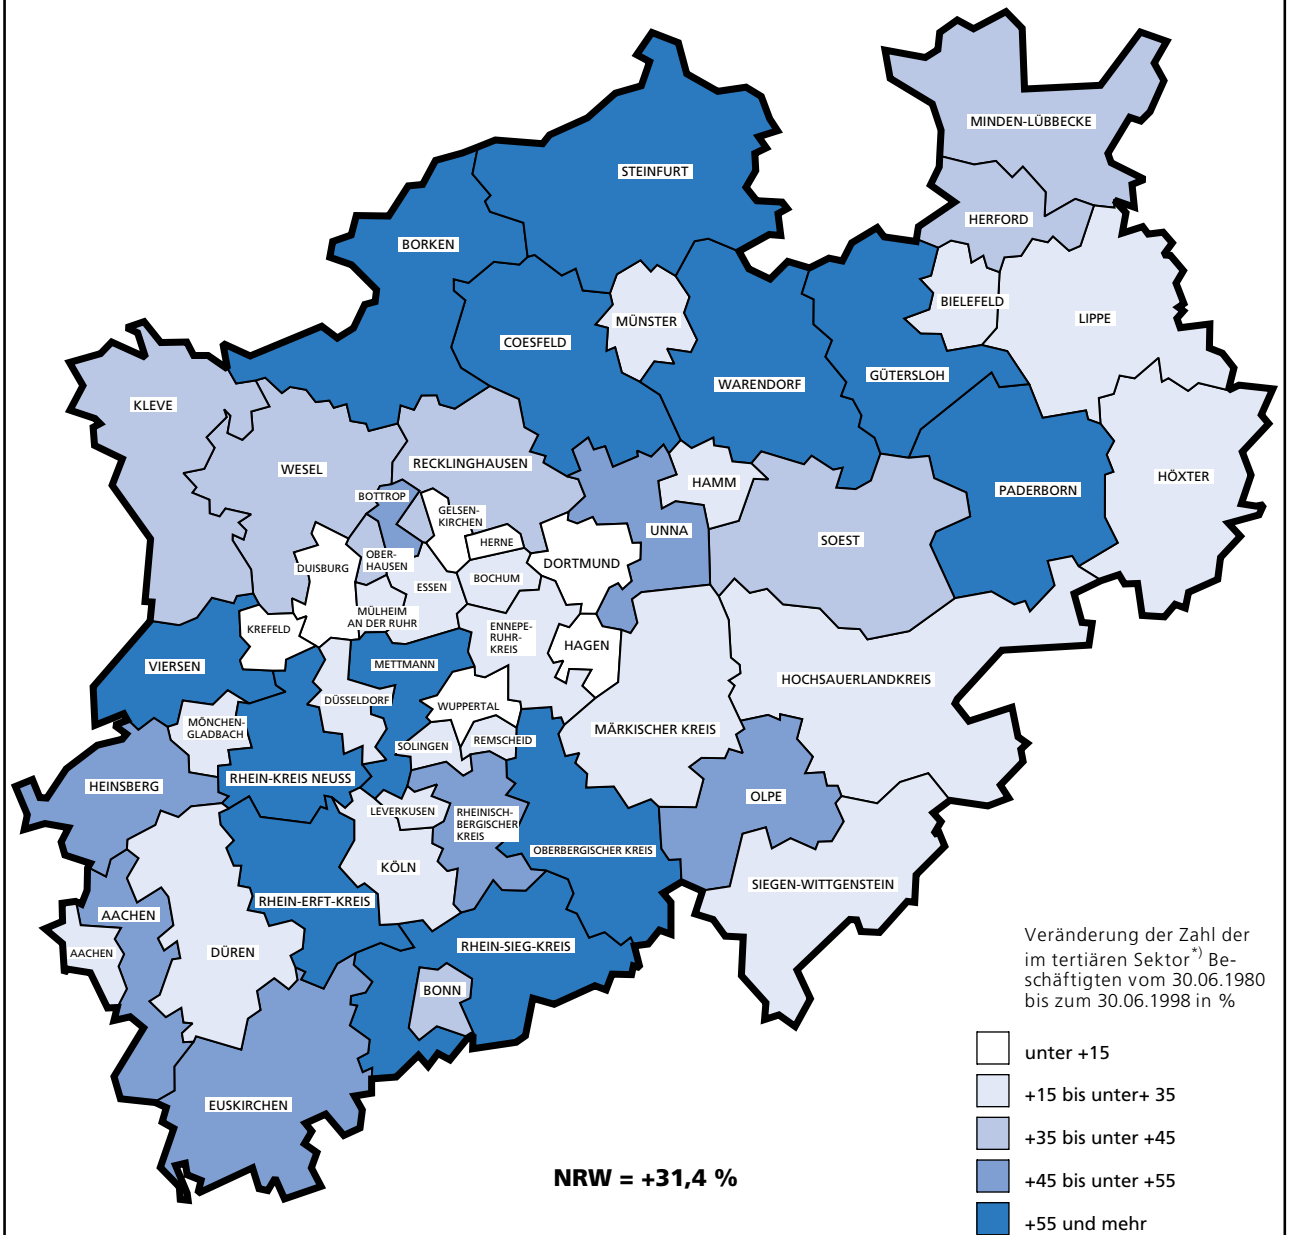 MINDEN-LÜBBECKE
STEINFURT
HERFORD
BORKEN
BIELEFELD
MÜNSTER
LIPPE
COESFELD
GÜTERSLOH
WARENDORF
KLEVE
RECKLINGHAUSEN
WESEL
HÖXTER
HAMM
PADERBORN
BOTTROP
GELSEN-
KIRCHEN
UNNA
SOEST
HERNE
OBER-
HAUSEN
DORTMUND
DUISBURG
BOCHUM
ESSEN
MÜLHEIM
AN DER RUHR
KREFELD
ENNEPE-
RUHR-
KREIS
HAGEN
VIERSEN
METTMANN
HOCHSAUERLANDKREIS
DÜSSELDORF
WUPPERTAL
MÖNCHEN-
GLADBACH
MÄRKISCHER KREIS
SOLINGEN
REMSCHEID
RHEIN-KREIS NEUSS
HEINSBERG
OLPE
LEVERKUSEN
RHEINISCH-
BERGISCHER
KREIS
OBERBERGISCHER KREIS
KÖLN
SIEGEN-WITTGENSTEIN
RHEIN-ERFT-KREIS
AACHEN
RHEIN-SIEG-KREIS
AACHEN
DÜREN
BONN
EUSKIRCHEN
Veränderung der Zahl der
im tertiären Sektor*) Be-
schäftigten vom 30.06.1980
bis zum 30.06.1998 in %
unter +15
+15 bis unter+ 35
+35 bis unter +45
+45 bis unter +55
+55 und mehr
NRW = +31,4 %